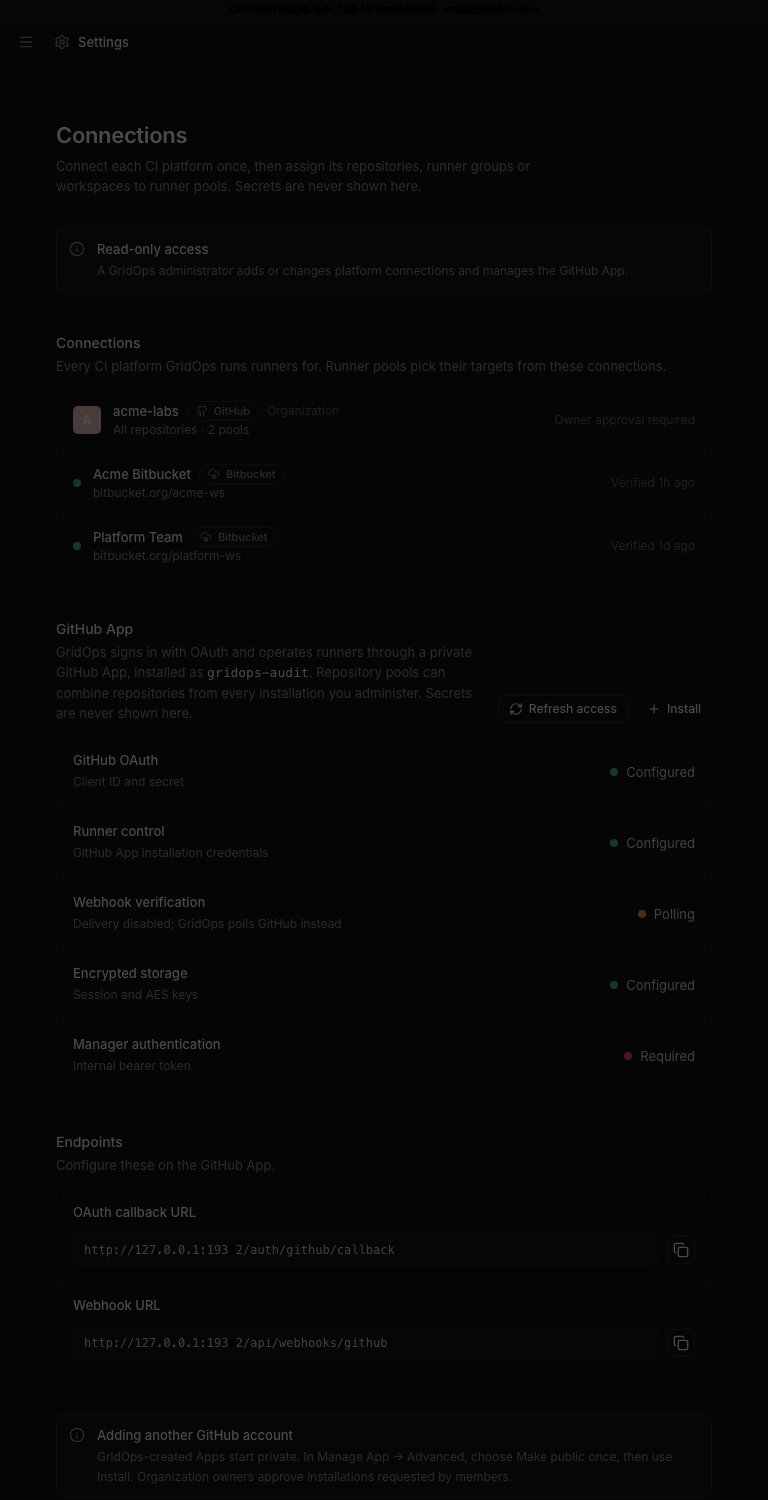 Settings
Connections
Connect each CI platform once, then assign its repositories, runner groups or
workspaces to runner pools. Secrets are never shown here.
Read-only access
A GridOps administrator adds or changes platform connections and manages the GitHub App.
Connections
Every CI platform GridOps runs runners for. Runner pools pick their targets from these connections.
A
acme-labs GitHub Organization
All repositories · 2 pools
Owner approval required
Acme Bitbucket Bitbucket
bitbucket.org/acme-ws
Verified 1h ago
Platform Team Bitbucket
bitbucket.org/platform-ws
Verified 1d ago
GitHub App
GridOps signs in with OAuth and operates runners through a private
GitHub App, installed as gridops-audit. Repository pools can
combine repositories from every installation you administer. Secrets
are never shown here.
Refresh access
Install
GitHub OAuth
Client ID and secret
Configured
Runner control
GitHub App installation credentials
Configured
Webhook verification
Delivery disabled; GridOps polls GitHub instead
Polling
Encrypted storage
Session and AES keys
Configured
Manager authentication
Internal bearer token
Required
Endpoints
Configure these on the GitHub App.
OAuth callback URL
http://127.0.0.1:193 2/auth/github/callback
Webhook URL
http://127.0.0.1:193 2/api/webhooks/github
Adding another GitHub account
GridOps-created Apps start private. In Manage App → Advanced, choose Make public once, then use
Install. Organization owners approve installations requested by members.